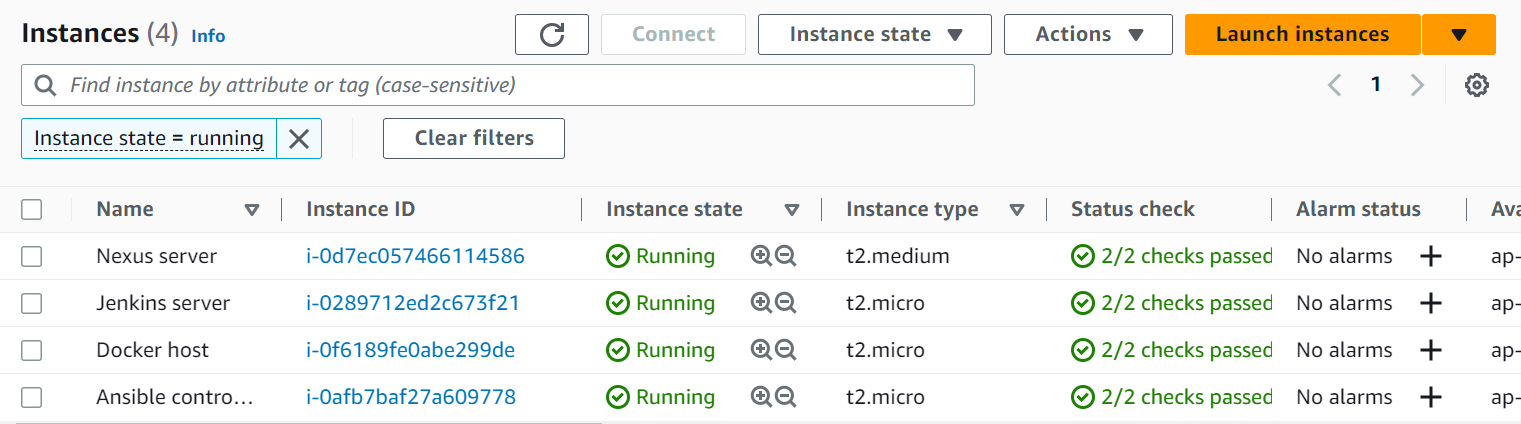 Instances (4) Info Connect Instance state Actions Launch instances
Find instance by attribute or tag (case-sensitive) 1
Instance state = running Clear filters
Name Instance ID Instance state Instance type Status check Alarm status Ava
Nexus server i-0d7ec057466114586 Running t2.medium 2/2 checks passed No alarms + ap-
Jenkins server i-0289712ed2c673f21 Running t2.micro 2/2 checks passed No alarms + ap-
Docker host i-0f6189fe0abe299de Running t2.micro 2/2 checks passed No alarms + ap-
Ansible contro… i-0afb7baf27a609778 Running t2.micro 2/2 checks passed No alarms + ap-